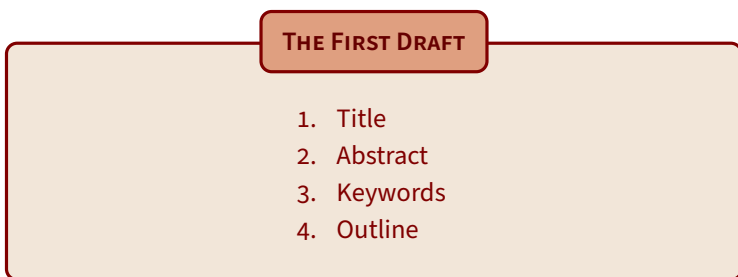 The First Draft
1. Title
2. Abstract
3. Keywords
4. Outline